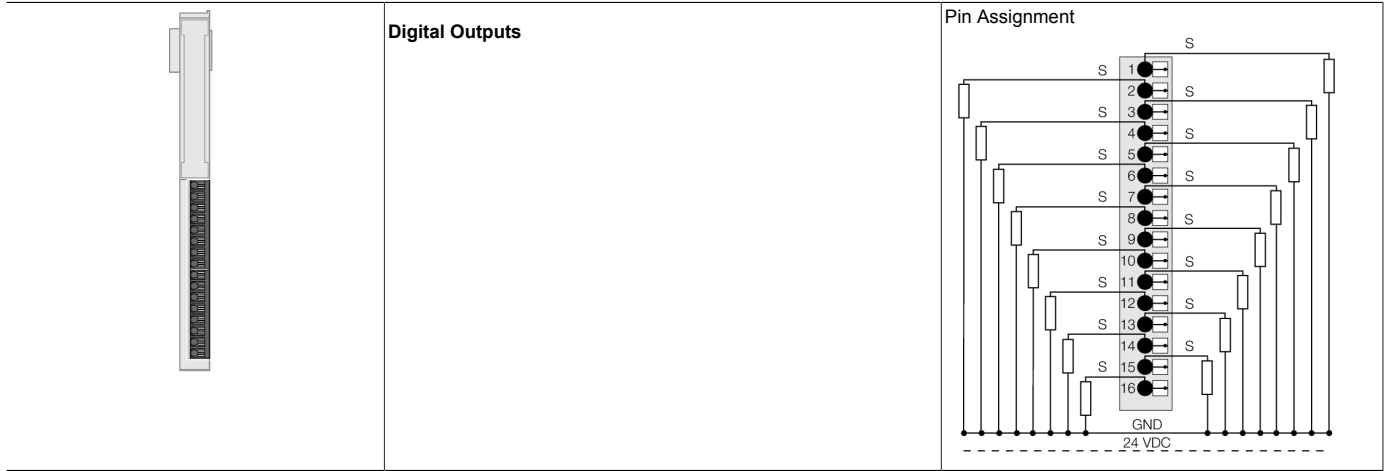 Digital Outputs
Pin Assignment
S
S 1
2 S
S 3
4 S
S 5
6 S
S 7
8 S
S 9
10 S
S 11
12 S
S 13
14 S
S 15
16
GND
24 VDC